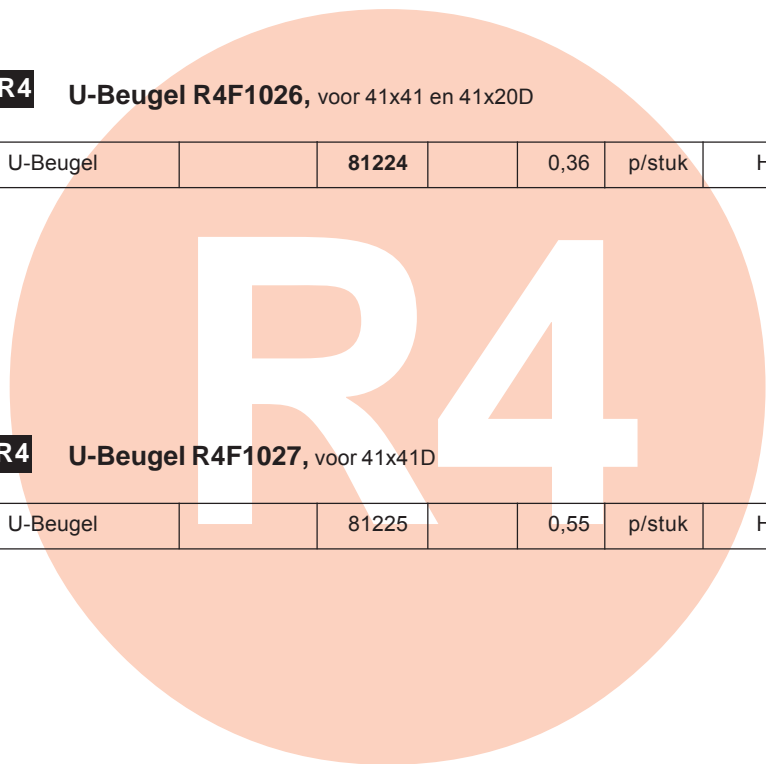 R4 U-Beugel R4F1026, voor 41x41 en 41x20D
U-Beugel 81224 0,36 p/stuk H
R4
R4 U-Beugel R4F1027, voor 41x41D
U-Beugel 81225 0,55 p/stuk H